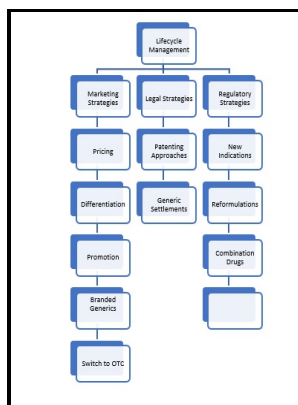 Lifecycle
Management
Marketing
Strategies
Legal Strategies
Regulatory
Strategies
Pricing
Patenting
Approaches
New
Indications
Differentiation
Generic
Settlements
Reformulations
Promotion
Combination
Drugs
Branded
Generics
Switch to OTC